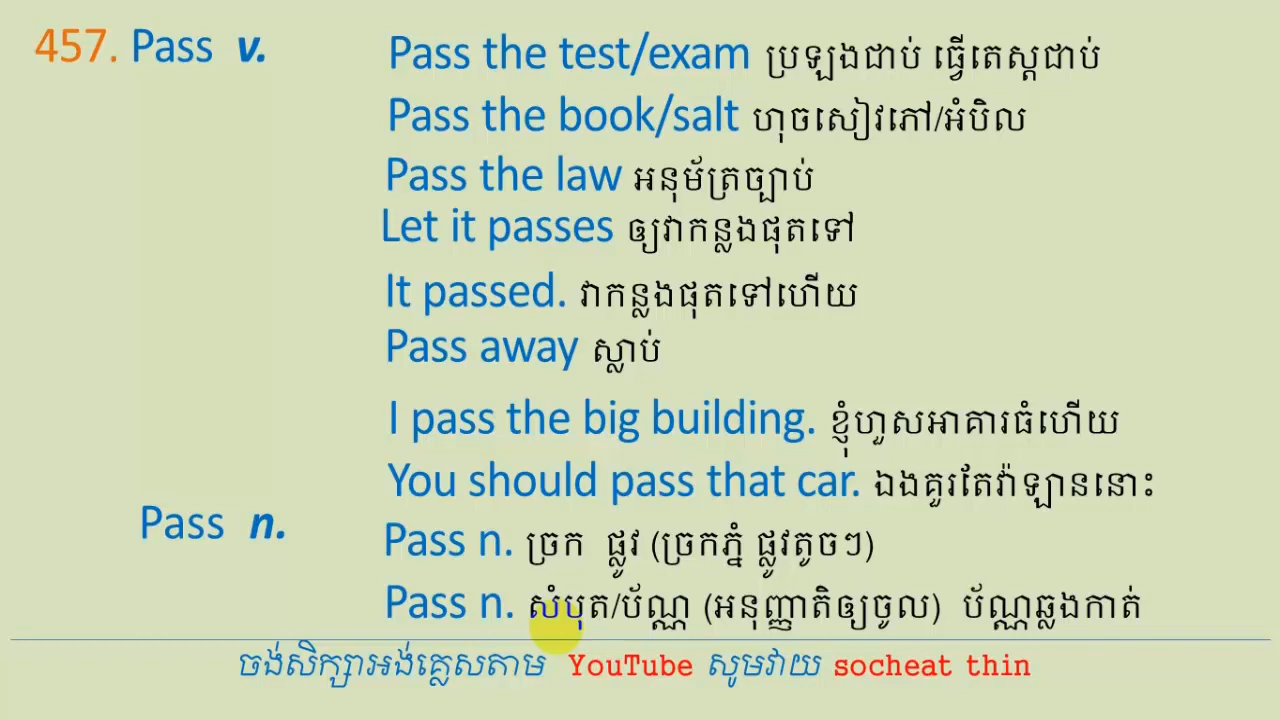 457. Pass v. Pass the test/exam ប្រឡងជាប់ ធ្វើតេស្តជាប់
Pass the book/salt ហុចសៀវភៅ/អំបិល
Pass the law អនុម័ត្រច្បាប់
Let it passes ឲ្យវាកន្លងផុតទៅ
It passed. វាកន្លងផុតទៅហើយ
Pass away ស្លាប់
I pass the big building. ខ្ញុំហួសអាគារធំហើយ
You should pass that car. ឯងគួរតែវ៉ាឡាននោះ
Pass n. Pass n. ច្រក ផ្លូវ (ច្រកភ្នំ ផ្លូវតូចៗ)
Pass n. សំបុត/ប័ណ្ណ (អនុញ្ញាតិឲ្យចូល) ប័ណ្ណឆ្លងកាត់
ចង់សិក្សាអង់គ្លេសតាម YouTube សូមវាយ socheat thin